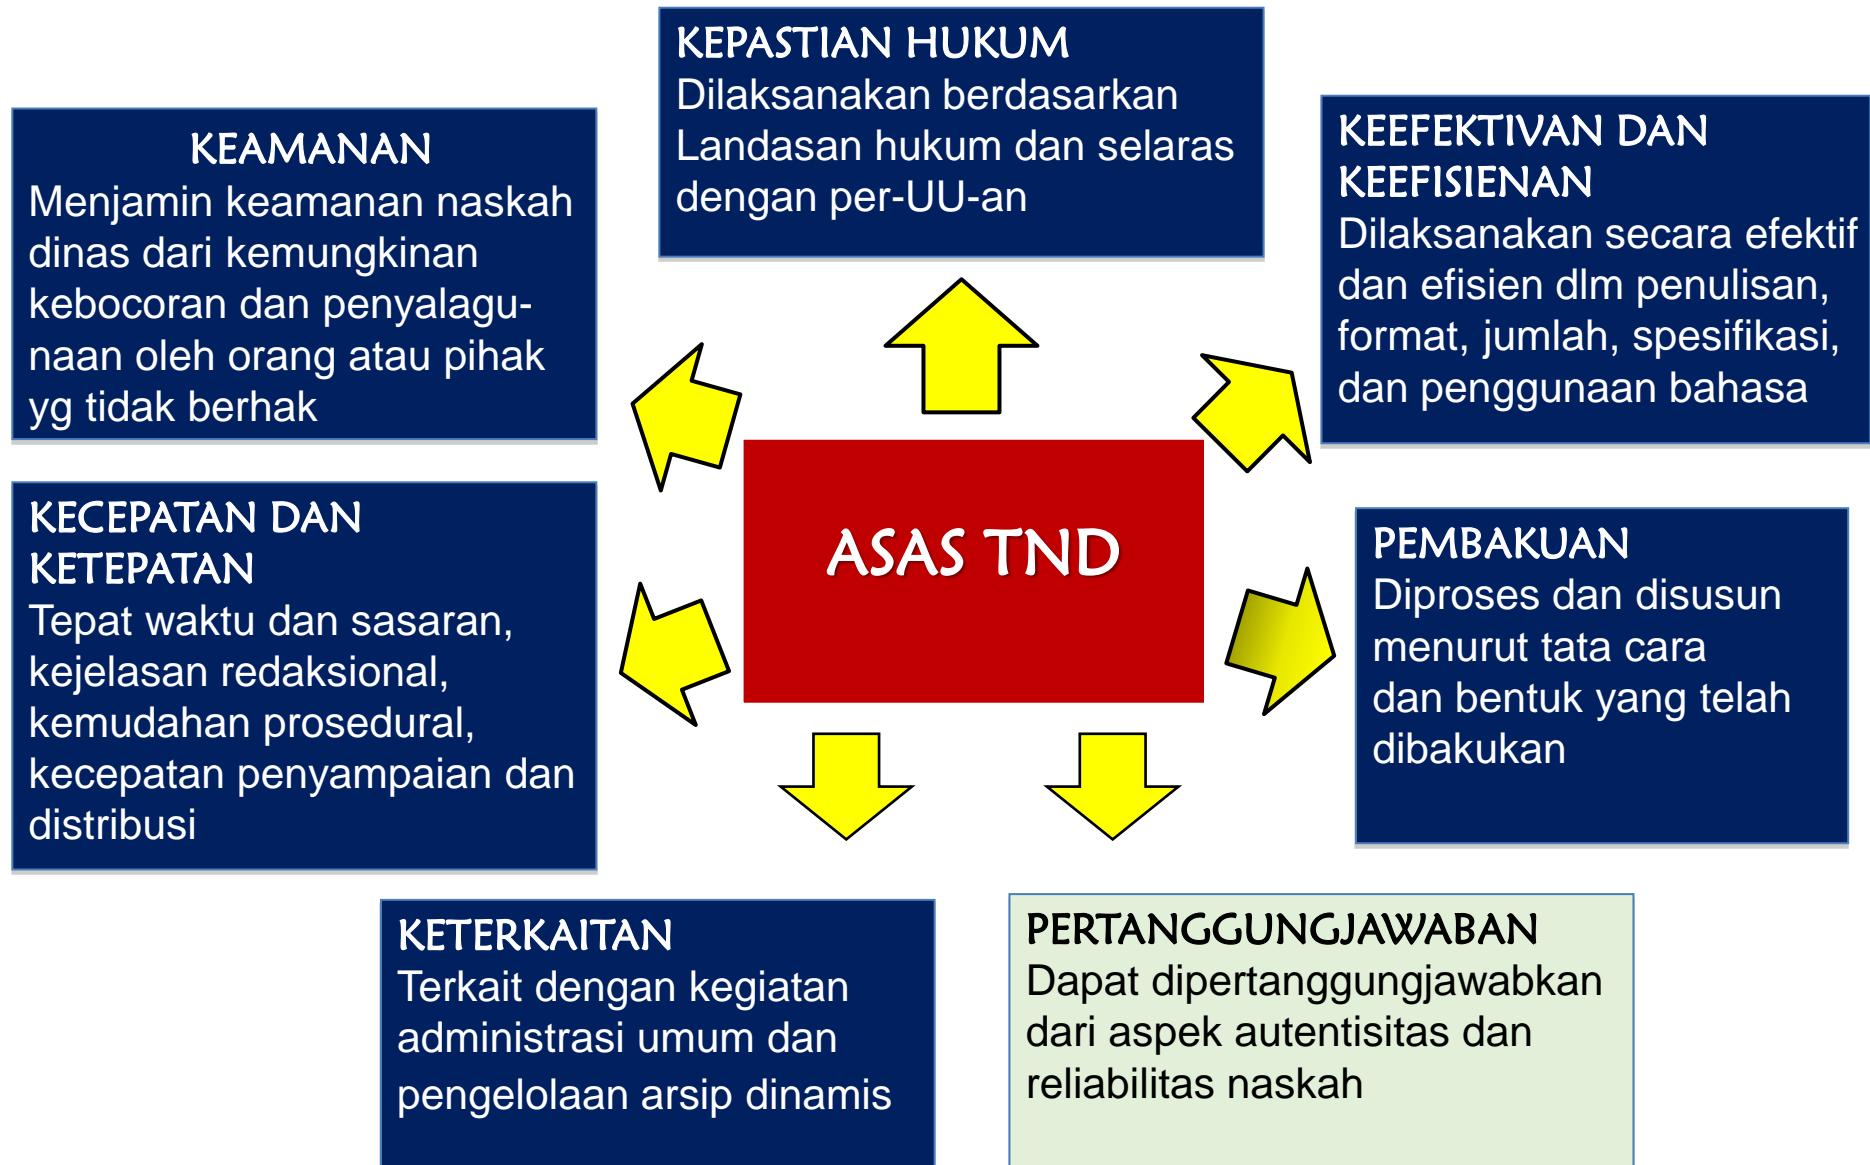 KEPASTIAN HUKUM
Dilaksanakan berdasarkan
Landasan hukum dan selaras
dengan per-UU-an
KEAMANAN
Menjamin keamanan naskah
dinas dari kemungkinan
kebocoran dan penyalagu-
naan oleh orang atau pihak
yg tidak berhak
KEEFEKTIVAN DAN
KEEFISIENAN
Dilaksanakan secara efektif
dan efisien dlm penulisan,
format, jumlah, spesifikasi,
dan penggunaan bahasa
KECEPATAN DAN
KETEPATAN
Tepat waktu dan sasaran,
kejelasan redaksional,
kemudahan prosedural,
kecepatan penyampaian dan
distribusi
ASAS TND
PEMBAKUAN
Diproses dan disusun
menurut tata cara
dan bentuk yang telah
dibakukan
KETERKAITAN
Terkait dengan kegiatan
administrasi umum dan
pengelolaan arsip dinamis
PERTANGGUNGJAWABAN
Dapat dipertanggungjawabkan
dari aspek autentisitas dan
reliabilitas naskah